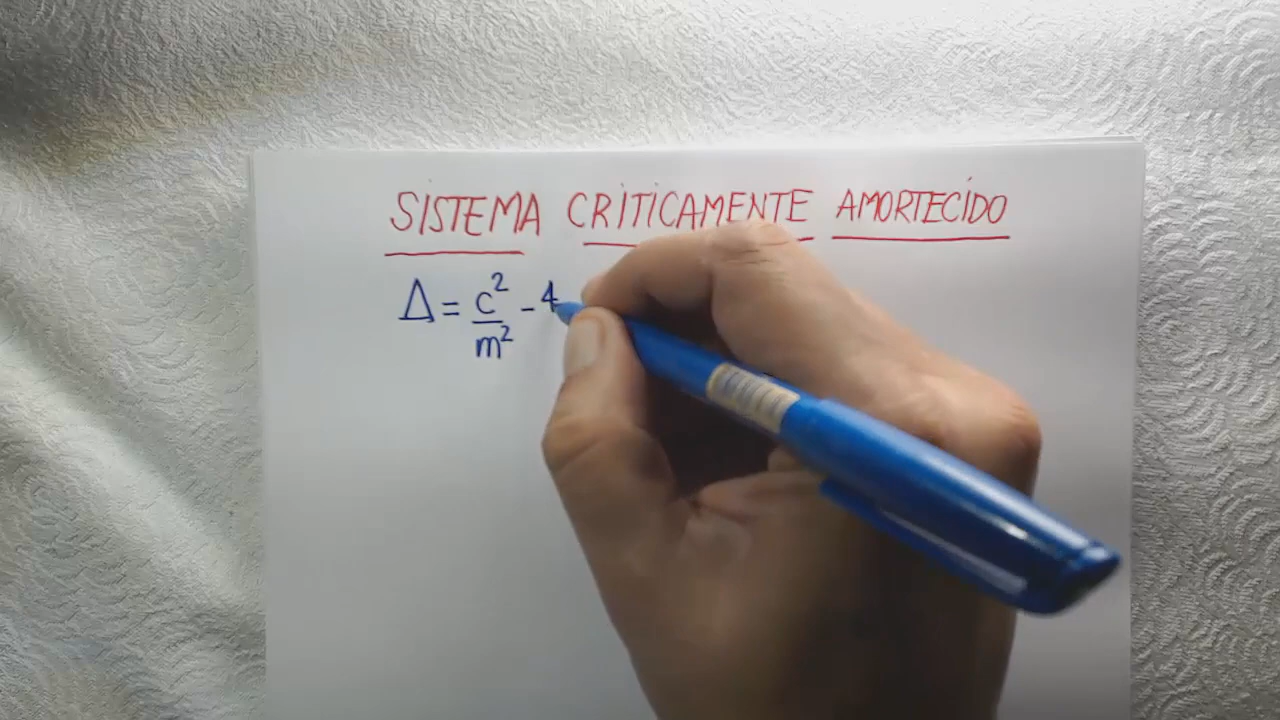 SISTEMA CRITICAMENTE AMORTECIDO
Δ = c²/m² - 4